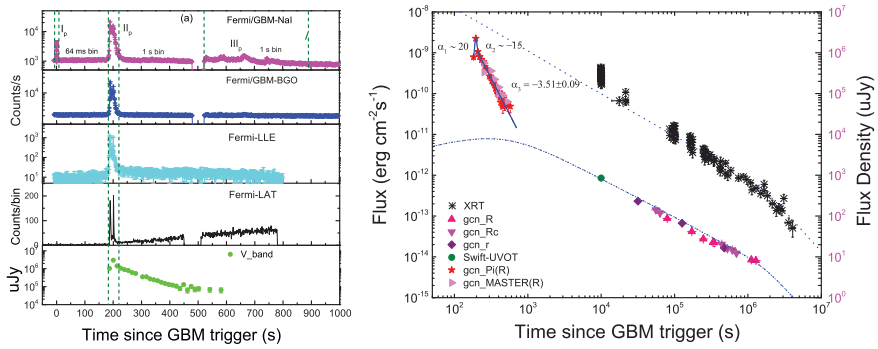 (a)
Fermi/GBM-NaI
I_p
II_p
III_p
64 ms bin
1 s bin
1 s bin
10^4
10^3
Fermi/GBM-BGO
10^4
Counts/s
Fermi-LLE
10^3
10^2
10^1
Fermi-LAT
200
100
0
Counts/bin
V_band
10^7
10^6
10^5
10^4
uJy
0 100 200 300 400 500 600 700 800 900 1000
Time since GBM trigger (s)
10^-8
10^-9
10^-10
10^-11
10^-12
10^-13
10^-14
10^-15
Flux (erg cm^-2 s^-1)
α_1 ~ 20
α_2 ~ -15.
α_3 = -3.51±0.09
XRT
gcn_R
gcn_Rc
gcn_r
Swift-UVOT
gcn_Pi(R)
gcn_MASTER(R)
10^7
10^6
10^5
10^4
10^3
10^2
10^1
10^0
Flux Density (uJy)
10^2 10^3 10^4 10^5 10^6 10^7
Time since GBM trigger (s)